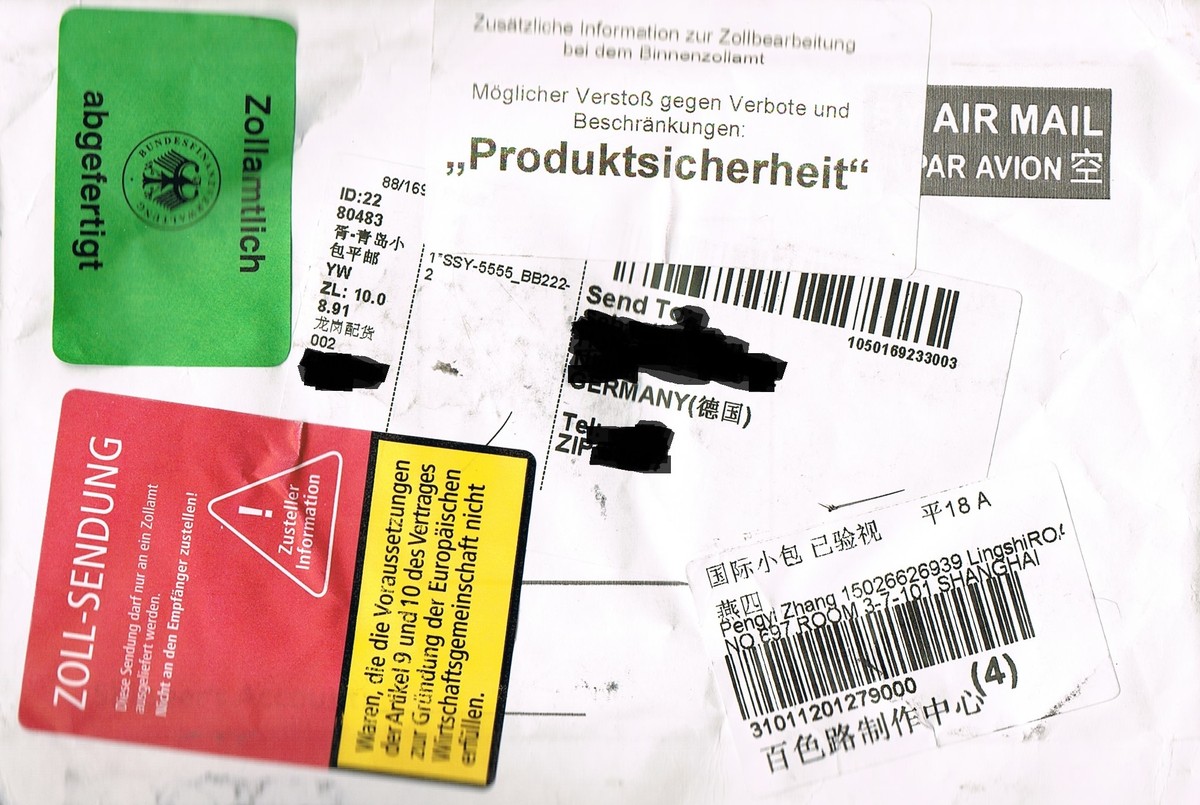 Zusätzliche Information zur Zollbearbeitung
bei dem Binnenzollamt
Möglicher Verstoß gegen Verbote und
Beschränkungen:
„Produktsicherheit“
AIR MAIL
PAR AVION 空
Zollamtlich
abgefertigt
BUNDESFINANZVERWALTUNG
88/169
ID:22
80483
胥-青岛小
包平邮
YW
ZL: 10.0
8.91
龙岗配货
002
1*SSY-5555_BB222-
2
1050169233003
Send To
GERMANY(德国)
Tel:
ZIP
ZOLL-SENDUNG
Diese Sendung darf nur an ein Zollamt
ausgeliefert werden.
Nicht an den Empfänger zustellen!
!
Zusteller
Information
Waren, die die Voraussetzungen
der Artikel 9 und 10 des Vertrages
zur Gründung der Europäischen
Wirtschaftsgemeinschaft nicht
erfüllen.
国际小包 已验视 平18 A
燕四
Pengyi Zhang 15026626939 LingshiRO.
NO.697 ROOM 3-7-101 SHANGHAI
31011201279000
(4)
百色路制作中心